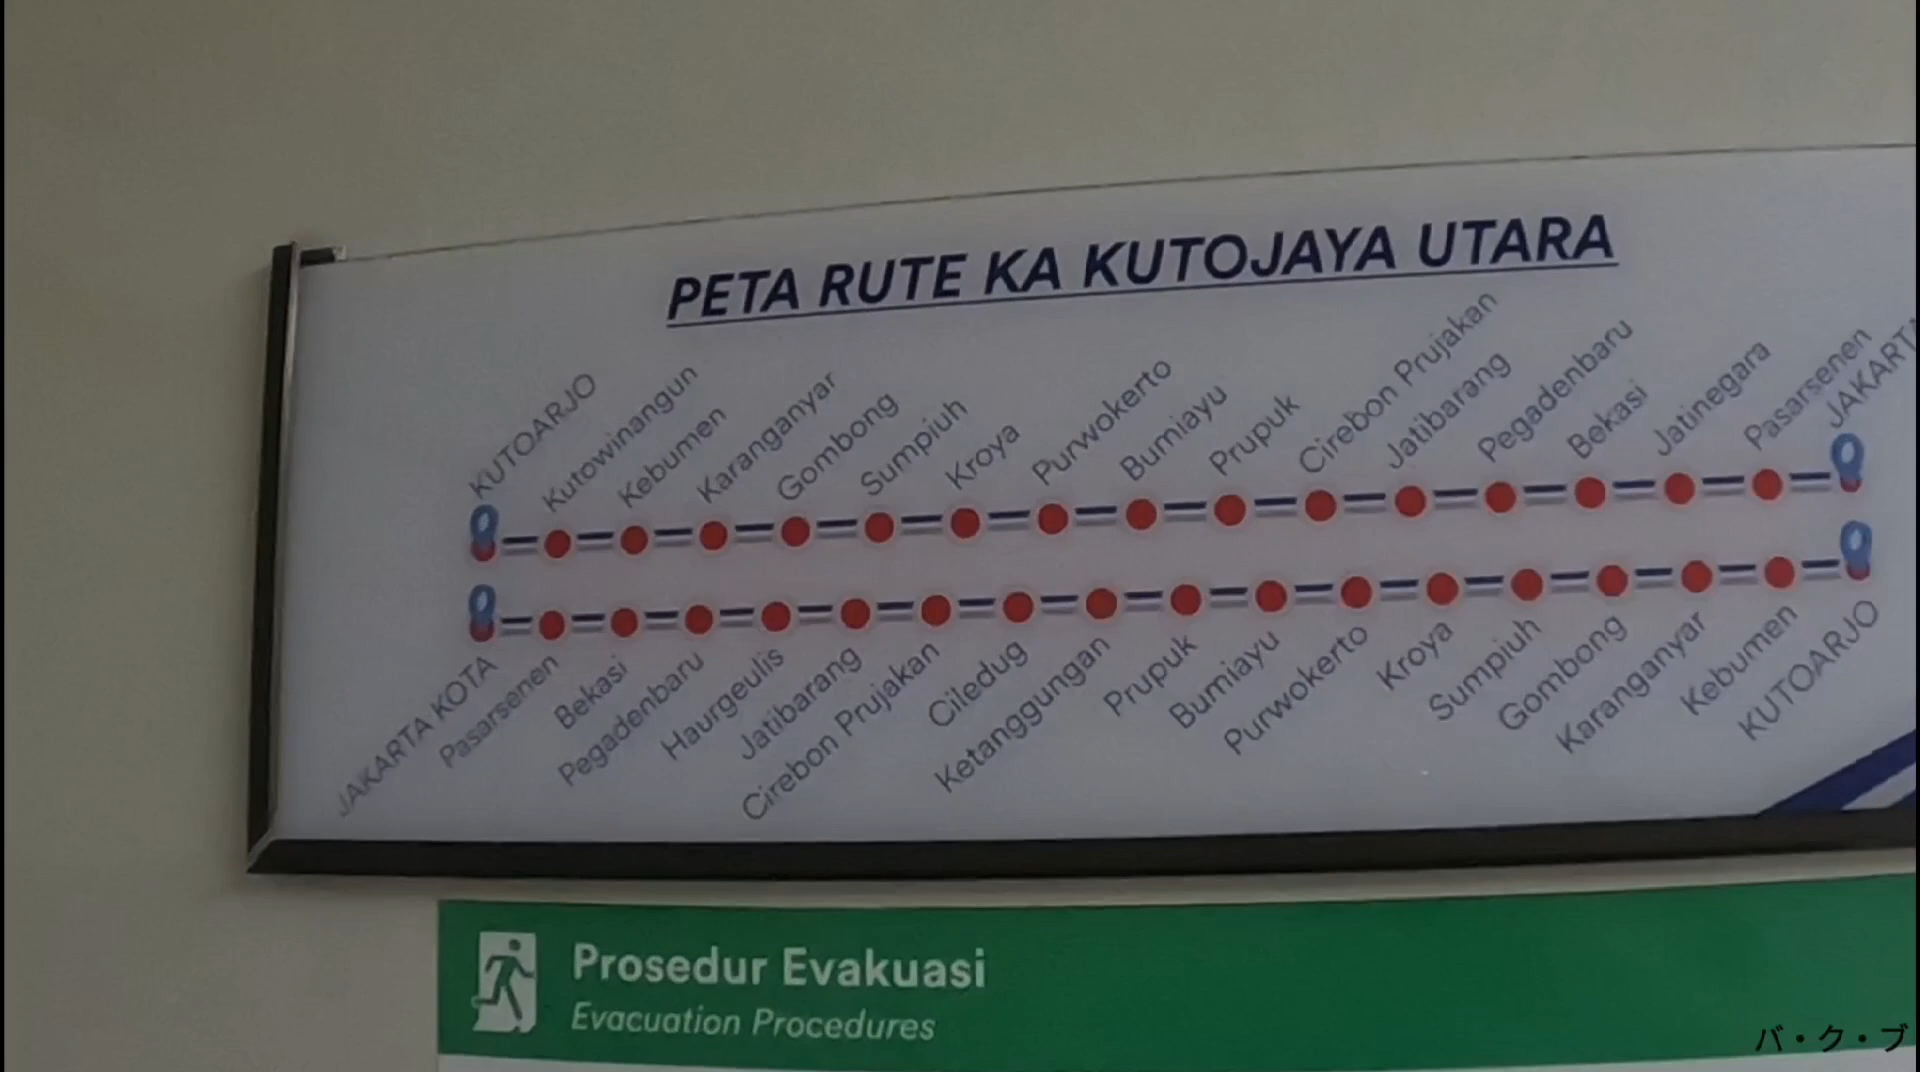 PETA RUTE KA KUTOJAYA UTARA
KUTOARJO
Kutowinangun
Kebumen
Karanganyar
Gombong
Sumpiuh
Kroya
Purwokerto
Bumiayu
Prupuk
Cirebon Prujakan
Jatibarang
Pegadenbaru
Bekasi
Jatinegara
Pasarsenen
JAKARTA
JAKARTA KOTA
Pasarsenen
Bekasi
Pegadenbaru
Haurgeulis
Jatibarang
Cirebon Prujakan
Ciledug
Ketanggungan
Prupuk
Bumiayu
Purwokerto
Kroya
Sumpiuh
Gombong
Karanganyar
Kebumen
KUTOARJO
Prosedur Evakuasi
Evacuation Procedures
バ・ク・ブ